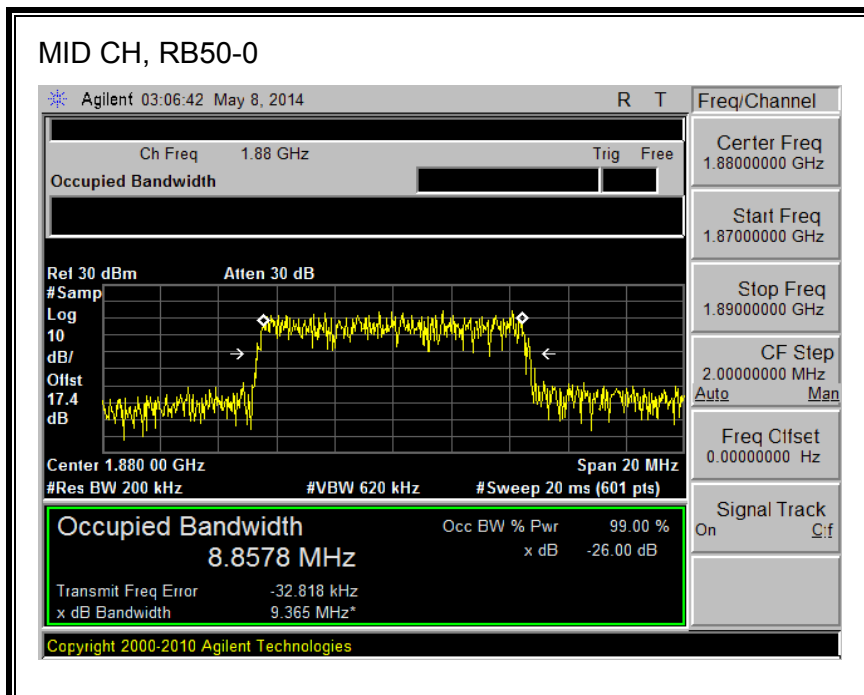 MID CH, RB50-0
Agilent 03:06:42 May 8, 2014 R T
Freq/Channel
Ch Freq 1.88 GHz Trig Free
Occupied Bandwidth
Center Freq
1.88000000 GHz
Start Freq
1.87000000 GHz
Stop Freq
1.89000000 GHz
CF Step
2.00000000 MHz
Auto Man
Freq Offset
0.00000000 Hz
Signal Track
On Off
Ref 30 dBm Atten 30 dB
#Samp
Log
10
dB/
Offst
17.4
dB
Center 1.880 00 GHz Span 20 MHz
#Res BW 200 kHz #VBW 620 kHz #Sweep 20 ms (601 pts)
Occupied Bandwidth
8.8578 MHz
Occ BW % Pwr 99.00 %
x dB -26.00 dB
Transmit Freq Error -32.818 kHz
x dB Bandwidth 9.365 MHz*
Copyright 2000-2010 Agilent Technologies